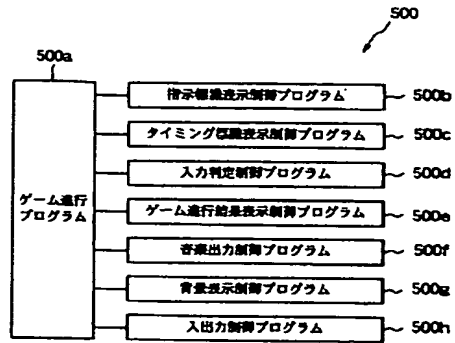 500
500a
ゲーム進行
プログラム
指示標識表示制御プログラム
500b
タイミング標識表示制御プログラム
500c
入力判定制御プログラム
500d
ゲーム進行結果表示制御プログラム
500e
音楽出力制御プログラム
500f
背景表示制御プログラム
500g
入出力制御プログラム
500h